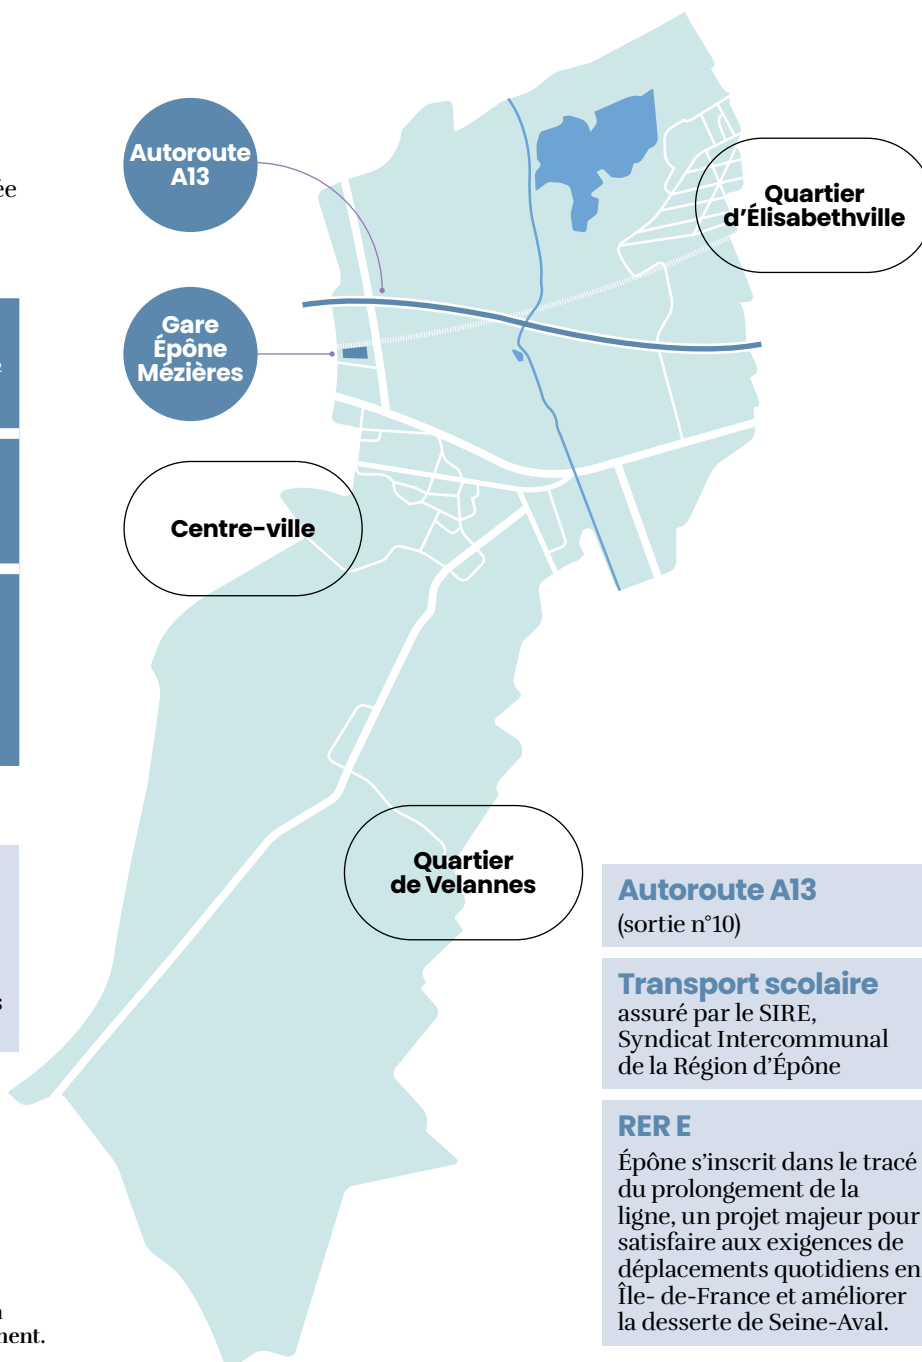 ée
Autoroute
A13
Quartier
d'Élisabethville
Gare
Épône
Mézières
Centre-ville
Quartier
de Velannes
Autoroute A13
(sortie n°10)
Transport scolaire
assuré par le SIRE,
Syndicat Intercommunal
de la Région d'Épône
RER E
Épône s'inscrit dans le tracé
du prolongement de la
ligne, un projet majeur pour
satisfaire aux exigences de
déplacements quotidiens en
Île- de-France et améliorer
la desserte de Seine-Aval.
nent.